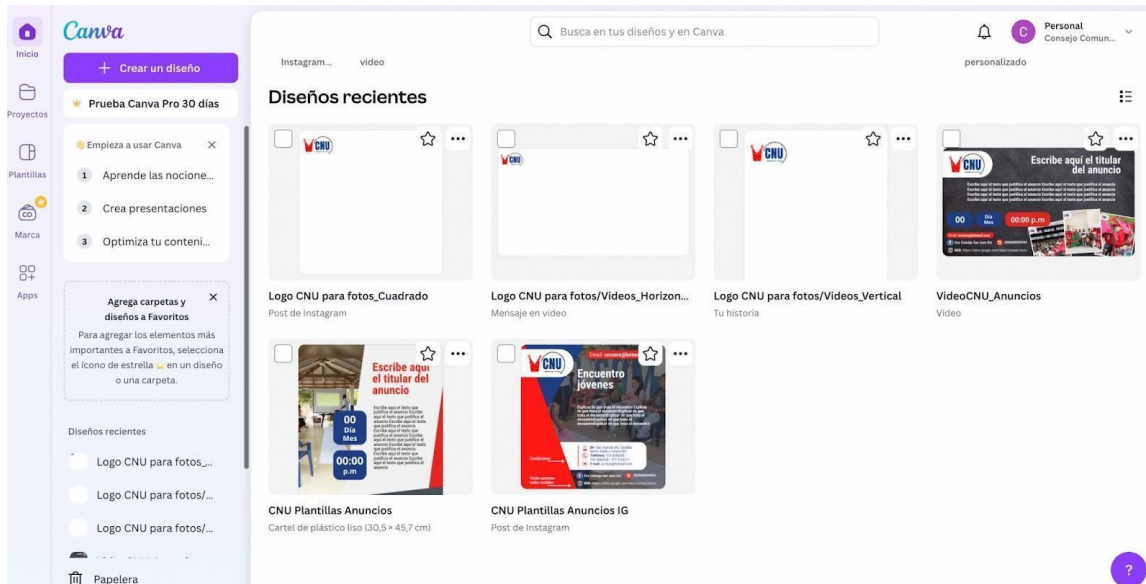 Canva
Busca en tus diseños y en Canva
C
Personal
Consejo Comun...
Inicio
Proyectos
Plantillas
Marca
Apps
+ Crear un diseño
Prueba Canva Pro 30 días
Empieza a usar Canva
1 Aprende las nocione...
2 Crea presentaciones
3 Optimiza tu conteni...
Agrega carpetas y
diseños a Favoritos
Para agregar los elementos más
importantes a Favoritos, selecciona
el ícono de estrella en un diseño
o una carpeta.
Diseños recientes
Logo CNU para fotos_...
Logo CNU para fotos/...
Logo CNU para fotos/...
Papelera
Instagram...
video
personalizado
Diseños recientes
CNU
CNU
CNU
CNU
Escribe aquí el titular
del anuncio
00
Día
Mes
00:00 p.m
Logo CNU para fotos_Cuadrado
Post de Instagram
Logo CNU para fotos/Videos_Horizon...
Mensaje en video
Logo CNU para fotos/Videos_Vertical
Tu historia
VideoCNU_Anuncios
Video
Escribe aquí
el titular del
anuncio
00
Día
Mes
00:00
p.m
CNU
Encuentro
jóvenes
CNU Plantillas Anuncios
Cartel de plástico liso (30,5 × 45,7 cm)
CNU Plantillas Anuncios IG
Post de Instagram
?